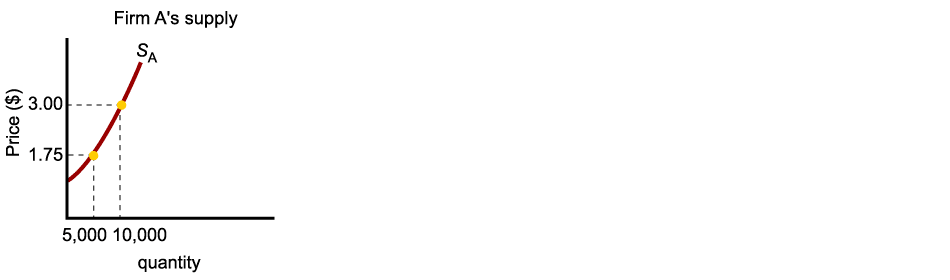 Firm A's supply
SA
Price ($)
3.00
1.75
5,000 10,000
quantity